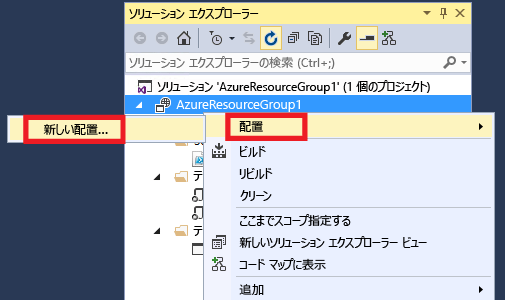 ソリューション エクスプローラー
ソリューション エクスプローラーの検索 (Ctrl+;)
ソリューション 'AzureResourceGroup1' (1 個のプロジェクト)
AzureResourceGroup1
新しい配置...
配置
ビルド
リビルド
クリーン
ここまでスコープ指定する
新しいソリューション エクスプローラー ビュー
コード マップに表示
追加